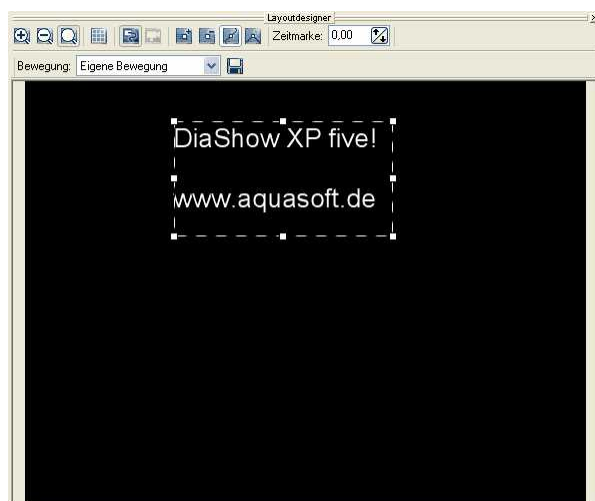 Layoutdesigner
Zeitmarke: 0,00
Bewegung: Eigene Bewegung
DiaShow XP five!
www.aquasoft.de